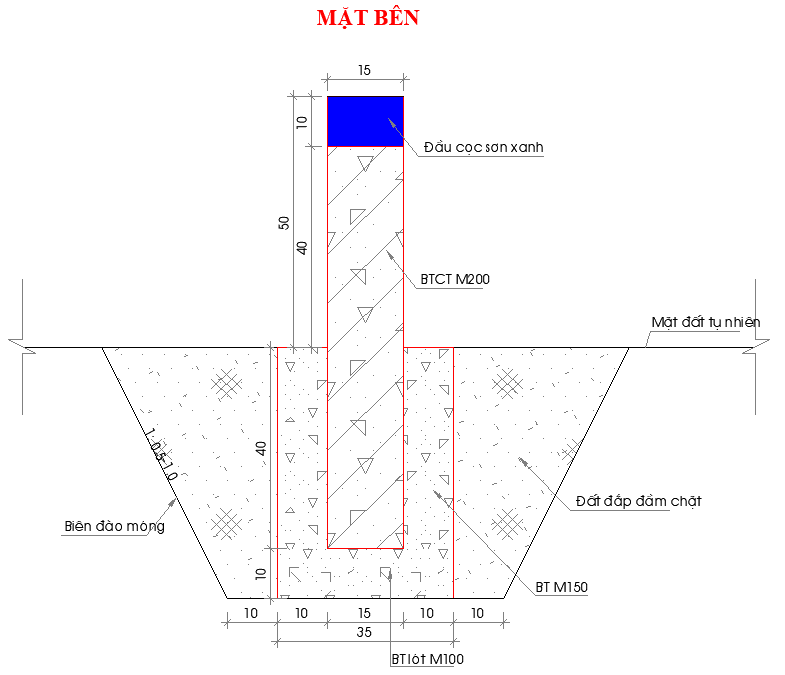 MẶT BÊN
15
10
Đầu cọc sơn xanh
50
40
BTCT M200
Mặt đất tự nhiên
40
1:0.5-1.0
Đất đắp đầm chặt
Biên đào móng
10
BT M150
10 10 15 10 10
35
BT lót M100